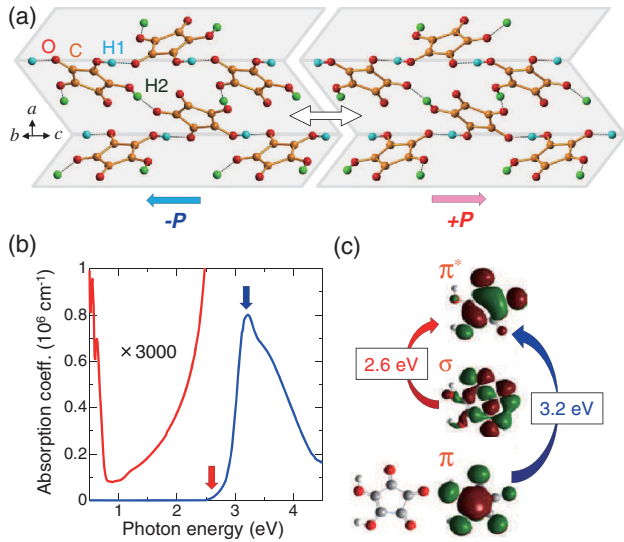 (a)
O C H1
H2
a
b c
-P +P
(b)
1
0.8
0.6
0.4
0.2
0
×3000
1 2 3 4
Absorption coeff. (10⁶ cm⁻¹)
Photon energy (eV)
(c)
π*
2.6 eV
σ
3.2 eV
π